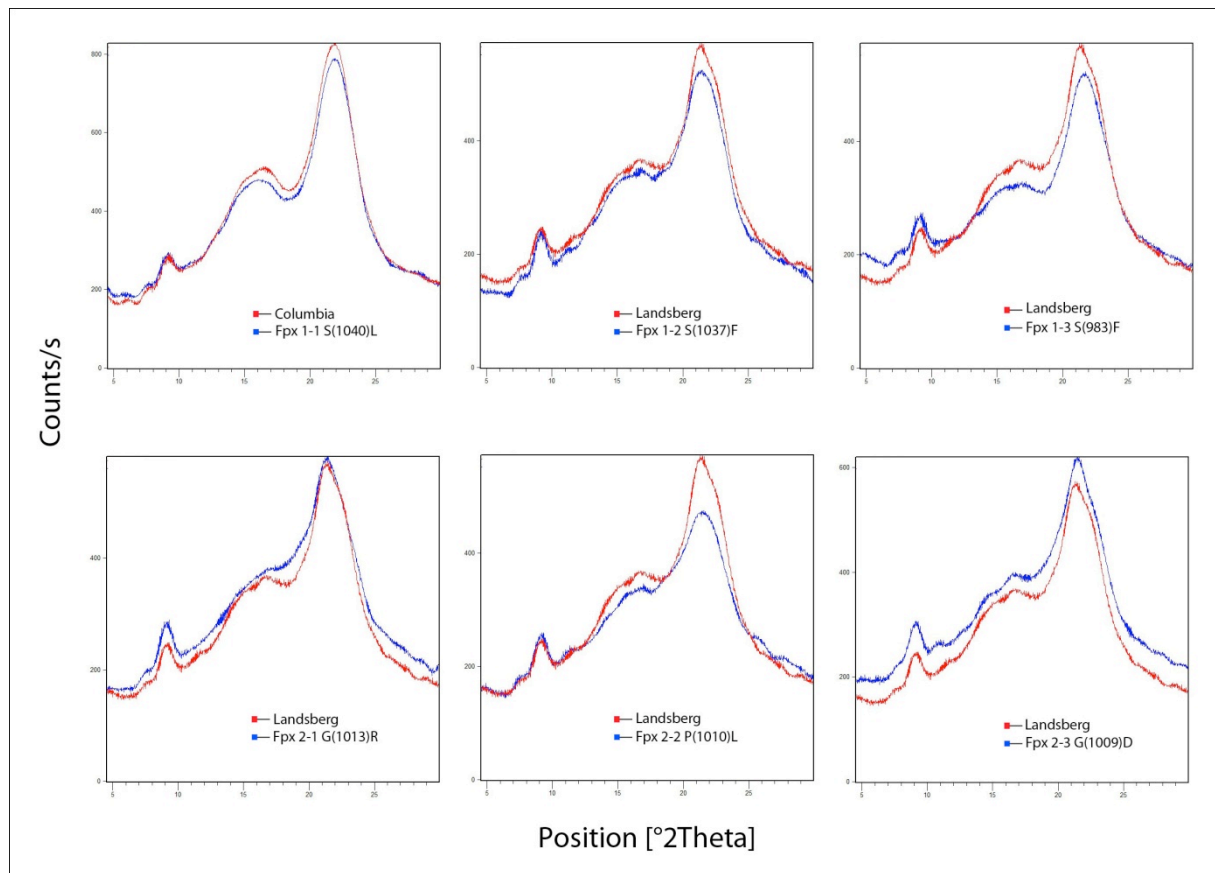 Counts/s
800
600
400
200
0
5 10 15 20 25
Columbia
Fpx 1-1 S(1040)L
400
200
0
5 10 15 20 25
Landsberg
Fpx 1-2 S(1037)F
400
200
0
5 10 15 20 25
Landsberg
Fpx 1-3 S(983)F
400
200
0
5 10 15 20 25
Landsberg
Fpx 2-1 G(1013)R
400
200
0
5 10 15 20 25
Landsberg
Fpx 2-2 P(1010)L
600
400
200
0
5 10 15 20 25
Landsberg
Fpx 2-3 G(1009)D
Position [°2Theta]